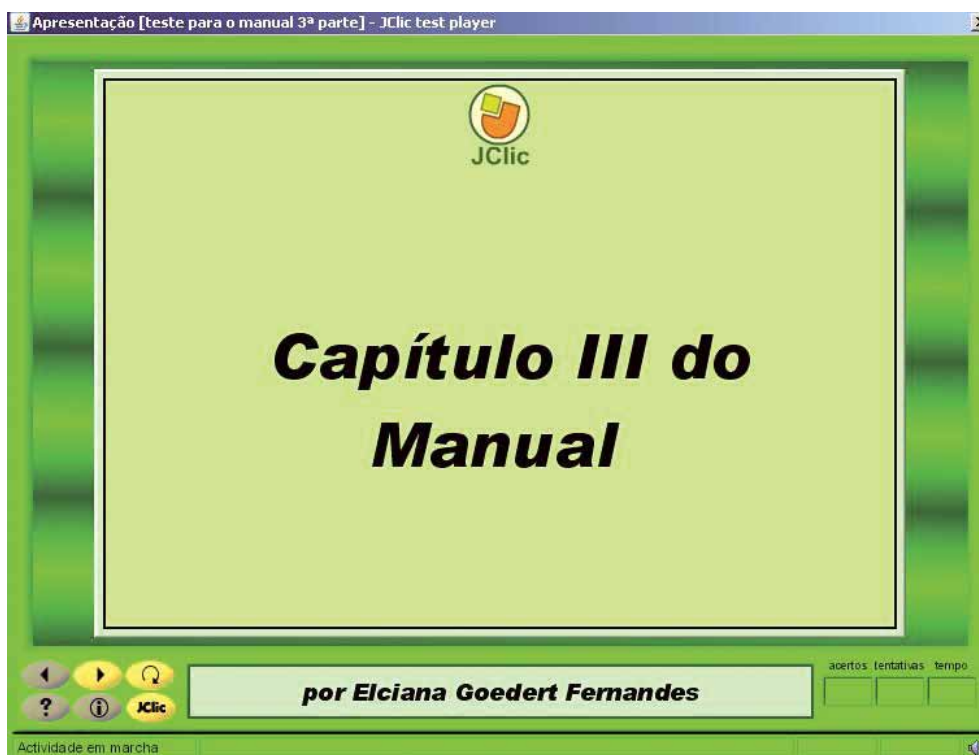 Apresentação [teste para o manual 3ª parte] - JClic test player
JClic
Capítulo III do
Manual
acertos tentativas tempo
por Elciana Goedert Fernandes
? i JClic
Actividade em marcha